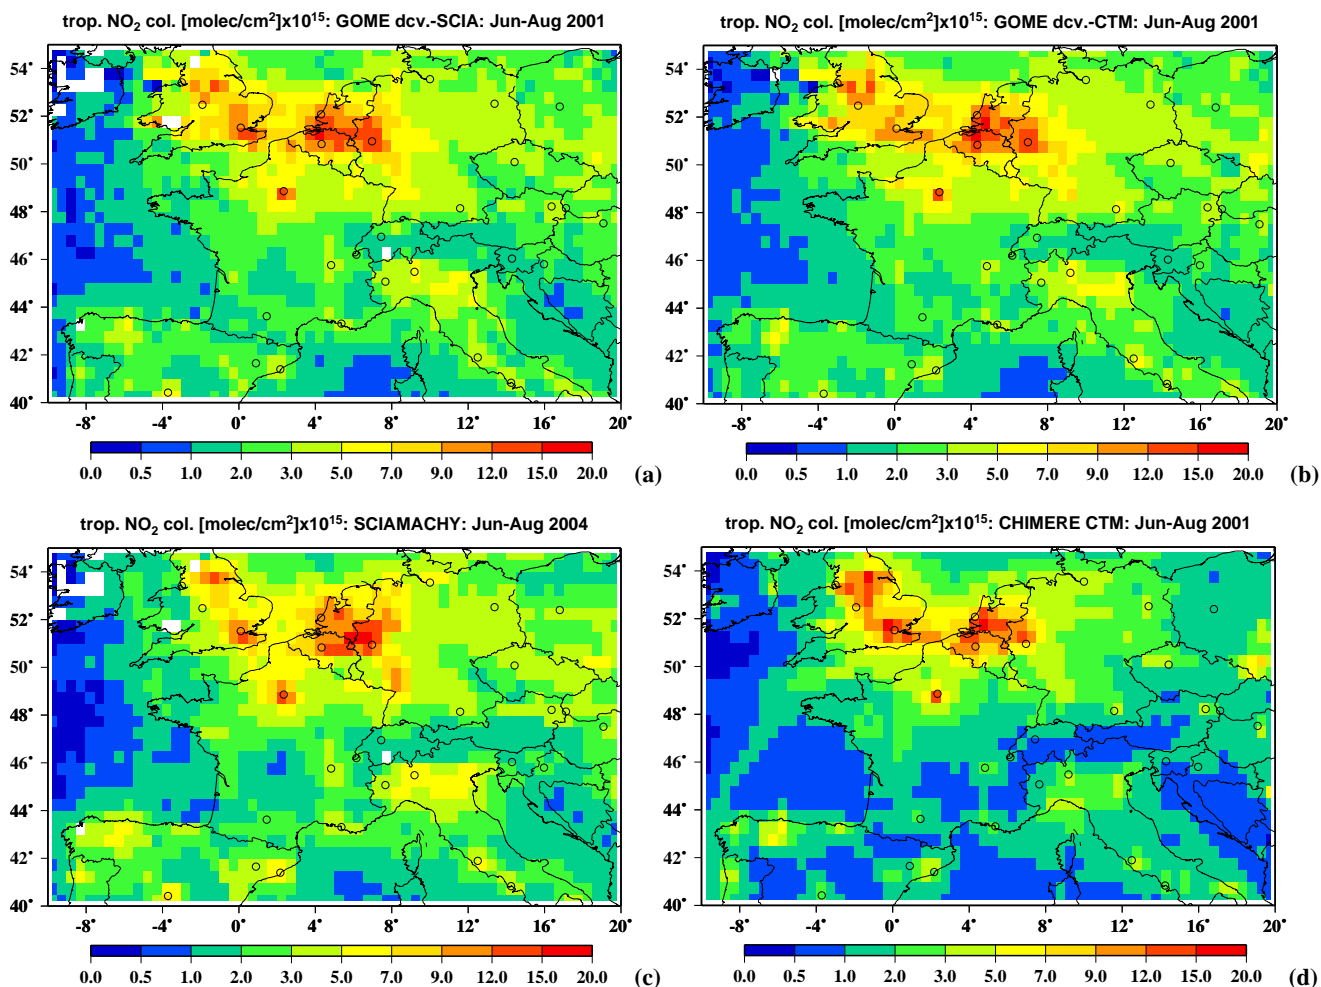 trop. NO2 col. [molec/cm2]x10^15: GOME dcv.-SCIA: Jun-Aug 2001
54°
52°
50°
48°
46°
44°
42°
40°
-8° -4° 0° 4° 8° 12° 16° 20°
0.0 0.5 1.0 2.0 3.0 5.0 7.0 9.0 12.0 15.0 20.0
(a)
trop. NO2 col. [molec/cm2]x10^15: GOME dcv.-CTM: Jun-Aug 2001
54°
52°
50°
48°
46°
44°
42°
40°
-8° -4° 0° 4° 8° 12° 16° 20°
0.0 0.5 1.0 2.0 3.0 5.0 7.0 9.0 12.0 15.0 20.0
(b)
trop. NO2 col. [molec/cm2]x10^15: SCIAMACHY: Jun-Aug 2004
54°
52°
50°
48°
46°
44°
42°
40°
-8° -4° 0° 4° 8° 12° 16° 20°
0.0 0.5 1.0 2.0 3.0 5.0 7.0 9.0 12.0 15.0 20.0
(c)
trop. NO2 col. [molec/cm2]x10^15: CHIMERE CTM: Jun-Aug 2001
54°
52°
50°
48°
46°
44°
42°
40°
-8° -4° 0° 4° 8° 12° 16° 20°
0.0 0.5 1.0 2.0 3.0 5.0 7.0 9.0 12.0 15.0 20.0
(d)